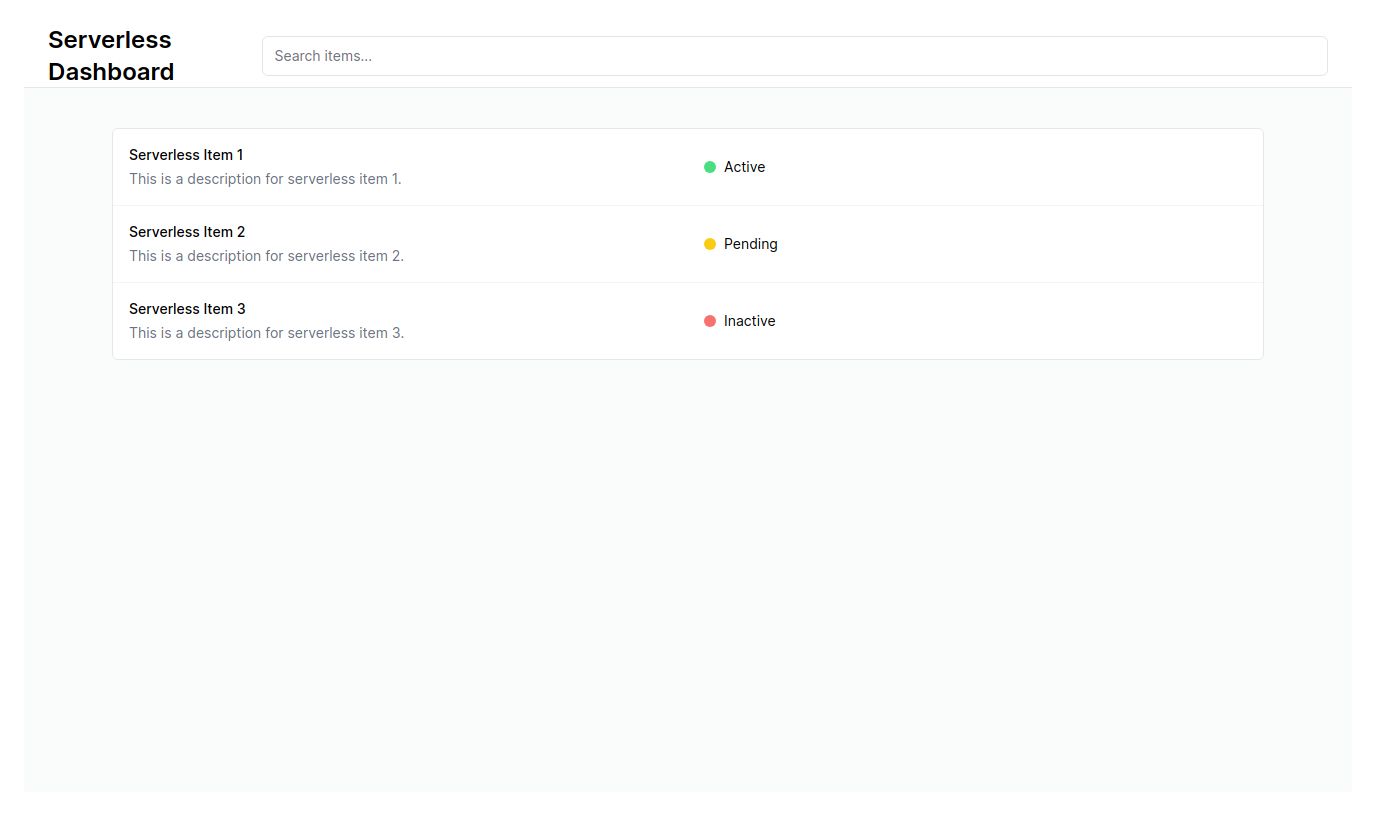 Serverless
Dashboard
Search items...
Serverless Item 1
This is a description for serverless item 1.
Active
Serverless Item 2
This is a description for serverless item 2.
Pending
Serverless Item 3
This is a description for serverless item 3.
Inactive